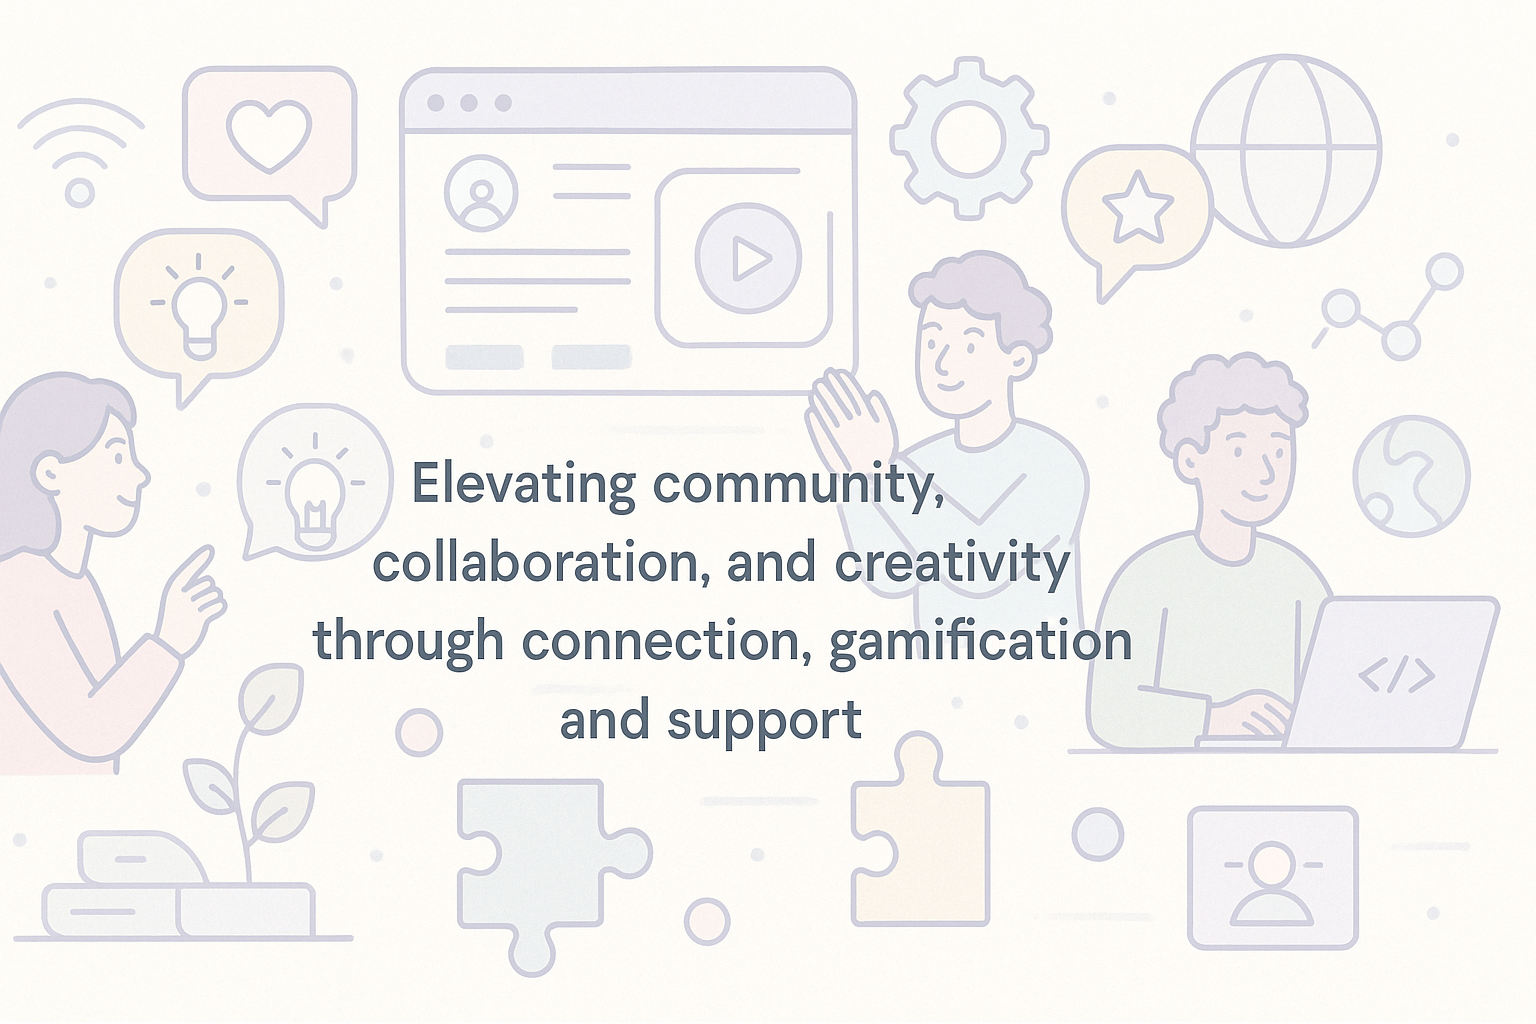 Elevating community,
collaboration, and creativity
through connection, gamification
and support
</>